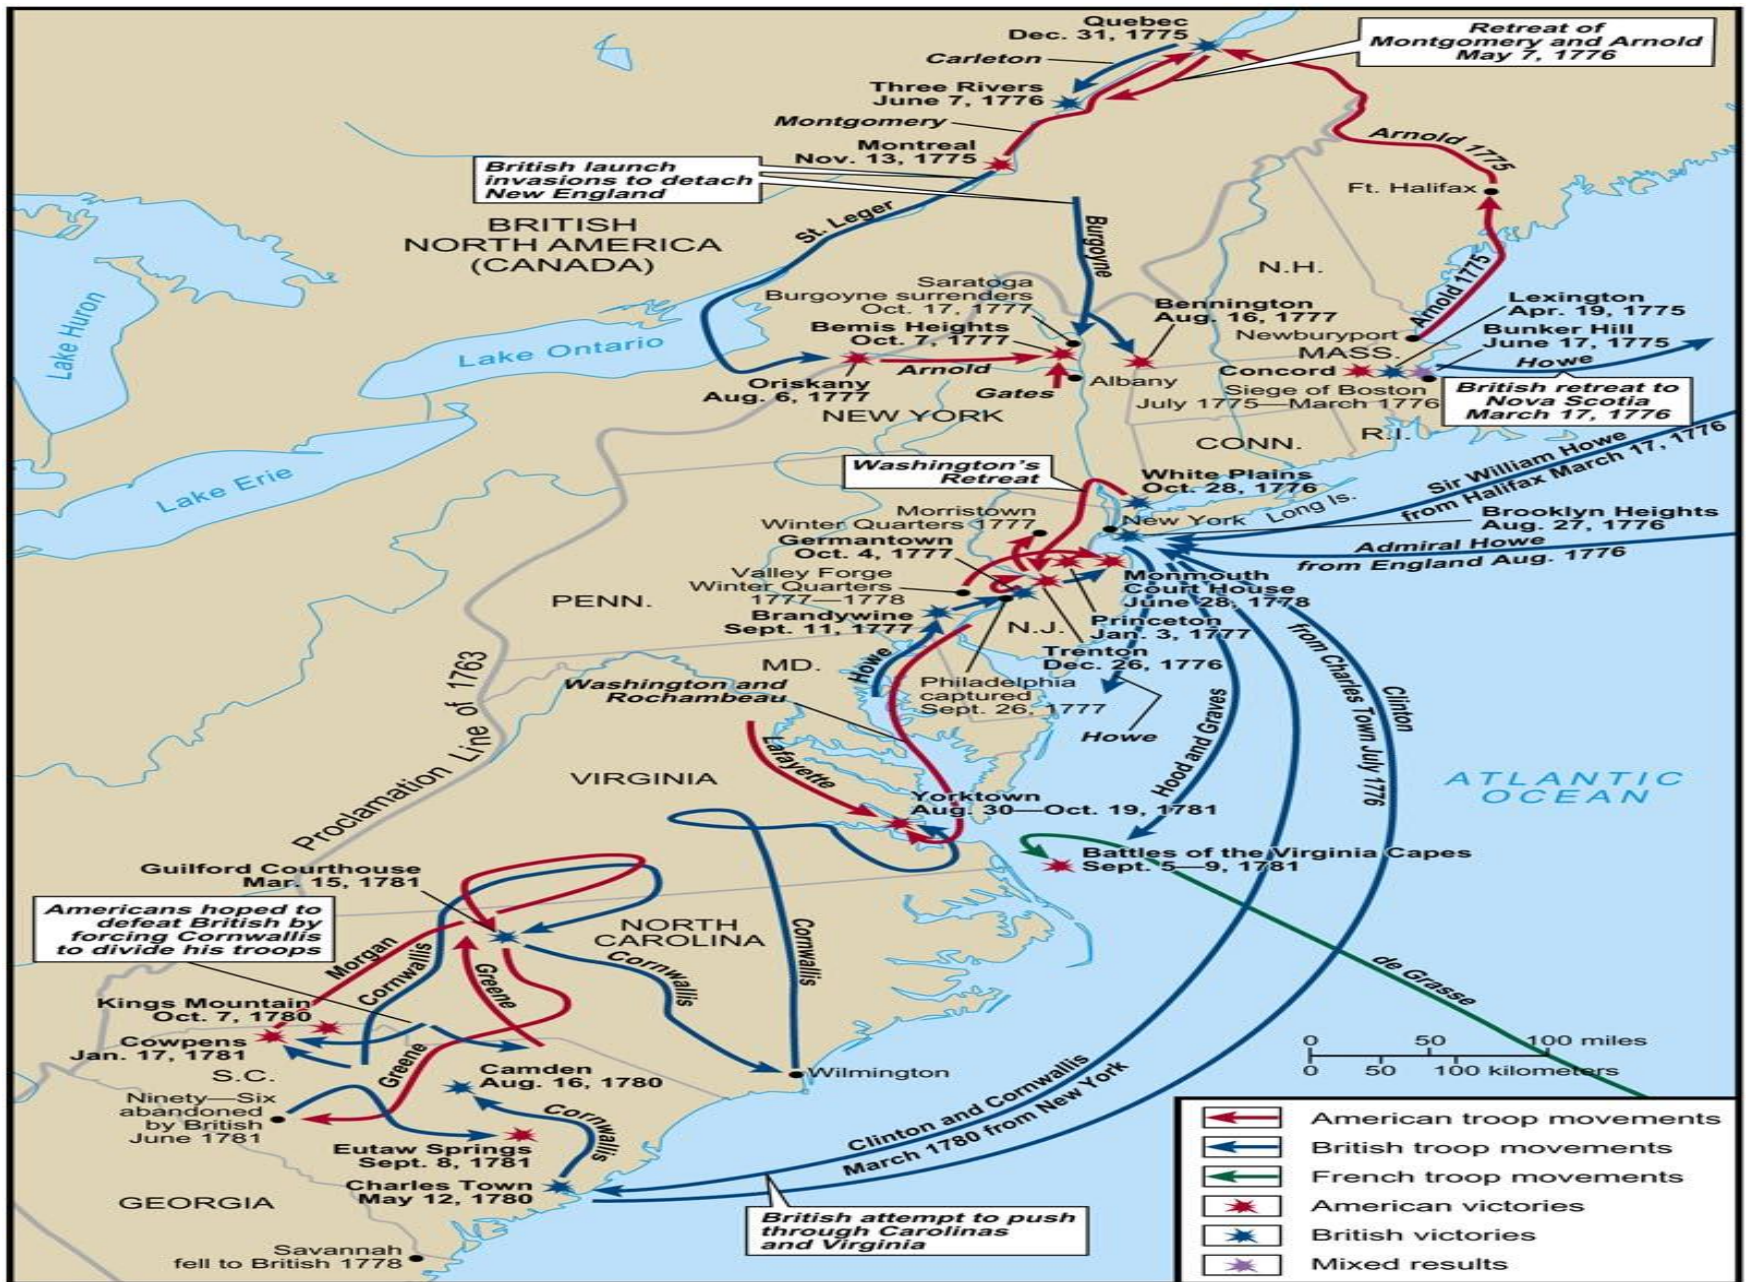 Quebec
Dec. 31, 1775
Retreat of
Montgomery and Arnold
May 7, 1776
Carleton
Three Rivers
June 7, 1776
Montgomery
Montreal
Nov. 13, 1775
Arnold 1775
British launch
invasions to detach
New England
Ft. Halifax
St. Leger
BRITISH
NORTH AMERICA
(CANADA)
Burgoyne
N.H.
Arnold 1775
Lake Huron
Saratoga
Burgoyne surrenders
Oct. 17, 1777
Bennington
Aug. 16, 1777
Lexington
Apr. 19, 1775
Bemis Heights
Oct. 7, 1777
Newburyport
Bunker Hill
June 17, 1775
Lake Ontario
MASS.
Howe
Arnold
Concord
Oriskany
Aug. 6, 1777
Gates
Albany
Siege of Boston
July 1775—March 1776
British retreat to
Nova Scotia
March 17, 1776
NEW YORK
CONN.
R.I.
Lake Erie
Washington's
Retreat
White Plains
Oct. 28, 1776
Sir William Howe
from Halifax March 17, 1776
Long Is.
Morristown
Winter Quarters 1777
New York
Brooklyn Heights
Aug. 27, 1776
Germantown
Oct. 4, 1777
Admiral Howe
from England Aug. 1776
Valley Forge
Winter Quarters
1777—1778
Monmouth
Court House
June 28, 1778
PENN.
Brandywine
Sept. 11, 1777
N.J.
Princeton
Jan. 3, 1777
Trenton
Dec. 26, 1776
MD.
Howe
Washington and
Rochambeau
Philadelphia
captured
Sept. 26, 1777
Howe
Clinton
from Charles Town July 1776
Hood and Graves
Proclamation Line of 1763
Lafayette
VIRGINIA
ATLANTIC
OCEAN
Yorktown
Aug. 30—Oct. 19, 1781
Battles of the Virginia Capes
Sept. 5—9, 1781
Guilford Courthouse
Mar. 15, 1781
Americans hoped to
defeat British by
forcing Cornwallis
to divide his troops
NORTH
CAROLINA
Morgan
Cornwallis
Greene
Cornwallis
Cornwallis
de Grasse
Kings Mountain
Oct. 7, 1780
Cowpens
Jan. 17, 1781
0 50 100 miles
0 50 100 kilometers
S.C.
Greene
Camden
Aug. 16, 1780
Wilmington
Ninety—Six
abandoned
by British
June 1781
Cornwallis
Clinton and Cornwallis
March 1780 from New York
Eutaw Springs
Sept. 8, 1781
Charles Town
May 12, 1780
GEORGIA
British attempt to push
through Carolinas
and Virginia
Savannah
fell to British 1778
American troop movements
British troop movements
French troop movements
American victories
British victories
Mixed results